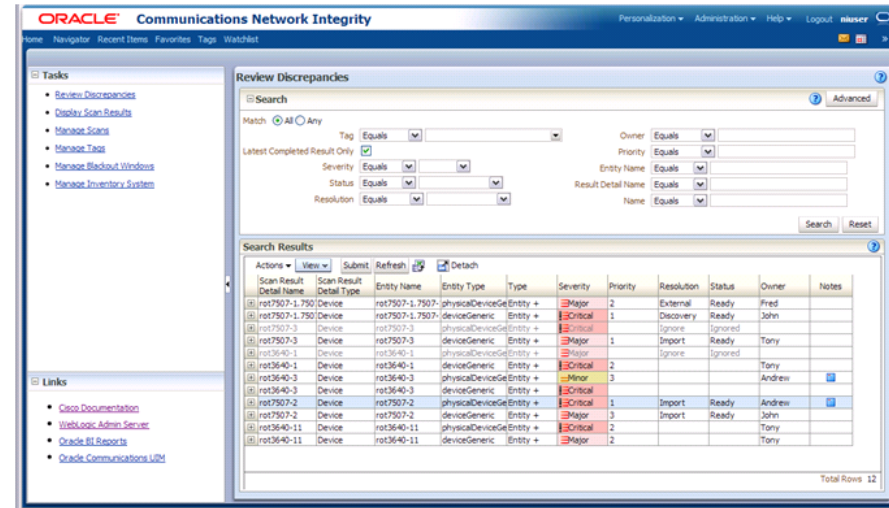 ORACLE Communications Network Integrity
Personalization Administration Help Logout niuser
Home Navigator Recent Items Favorites Tags Watchlist
Tasks
Review Discrepancies
Display Scan Results
Manage Scans
Manage Tags
Manage Blackout Windows
Manage Inventory System
Links
Cisco Documentation
WebLogic Admin Server
Oracle BI Reports
Oracle Communications UIM
Review Discrepancies
Search
Advanced
Match All Any
Tag Equals Owner Equals
Latest Completed Result Only Priority Equals
Severity Equals Entity Name Equals
Status Equals Result Detail Name Equals
Resolution Equals Name Equals
Search Reset
Search Results
Actions View Submit Refresh Detach
Scan Result Detail Name Scan Result Detail Type Entity Name Entity Type Type Severity Priority Resolution Status Owner Notes
rot7507-1.750 Device rot7507-1.7507- physicalDeviceGe Entity + Major 2 External Ready Fred
rot7507-1.750 Device rot7507-1.7507- deviceGeneric Entity + Critical 1 Discovery Ready John
rot7507-3 Device rot7507-3 physicalDeviceGe Entity + Critical Ignore Ignored
rot7507-3 Device rot7507-3 deviceGeneric Entity + Major 1 Import Ready Tony
rot3640-1 Device rot3640-1 physicalDeviceGe Entity + Major Ignore Ignored
rot3640-1 Device rot3640-1 deviceGeneric Entity + Critical 2 Tony
rot3640-3 Device rot3640-3 physicalDeviceGe Entity + Minor 3 Andrew
rot3640-3 Device rot3640-3 deviceGeneric Entity + Critical
rot7507-2 Device rot7507-2 physicalDeviceGe Entity + Critical 1 Import Ready Andrew
rot7507-2 Device rot7507-2 deviceGeneric Entity + Major 3 Import Ready John
rot3640-11 Device rot3640-11 physicalDeviceGe Entity + Critical 2 Tony
rot3640-11 Device rot3640-11 deviceGeneric Entity + Major 2 Tony
Total Rows 12